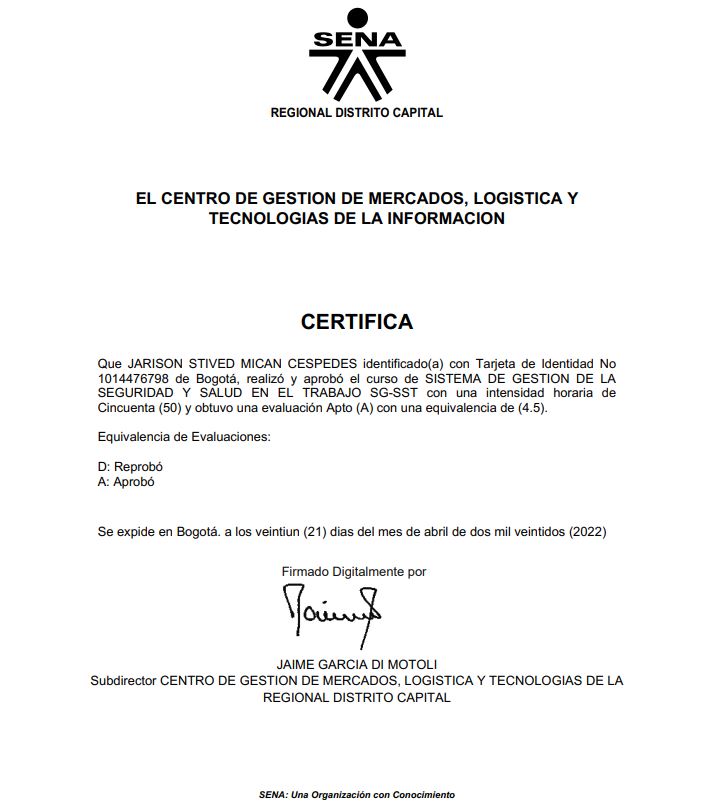 SENA
REGIONAL DISTRITO CAPITAL
EL CENTRO DE GESTION DE MERCADOS, LOGISTICA Y
TECNOLOGIAS DE LA INFORMACION
CERTIFICA
Que JARISON STIVED MICAN CESPEDES identificado(a) con Tarjeta de Identidad No
1014476798 de Bogotá, realizó y aprobó el curso de SISTEMA DE GESTION DE LA
SEGURIDAD Y SALUD EN EL TRABAJO SG-SST con una intensidad horaria de
Cincuenta (50) y obtuvo una evaluación Apto (A) con una equivalencia de (4.5).
Equivalencia de Evaluaciones:
D: Reprobó
A: Aprobó
Se expide en Bogotá. a los veintiun (21) dias del mes de abril de dos mil veintidos (2022)
Firmado Digitalmente por
JAIME GARCIA DI MOTOLI
Subdirector CENTRO DE GESTION DE MERCADOS, LOGISTICA Y TECNOLOGIAS DE LA
REGIONAL DISTRITO CAPITAL
SENA: Una Organización con Conocimiento